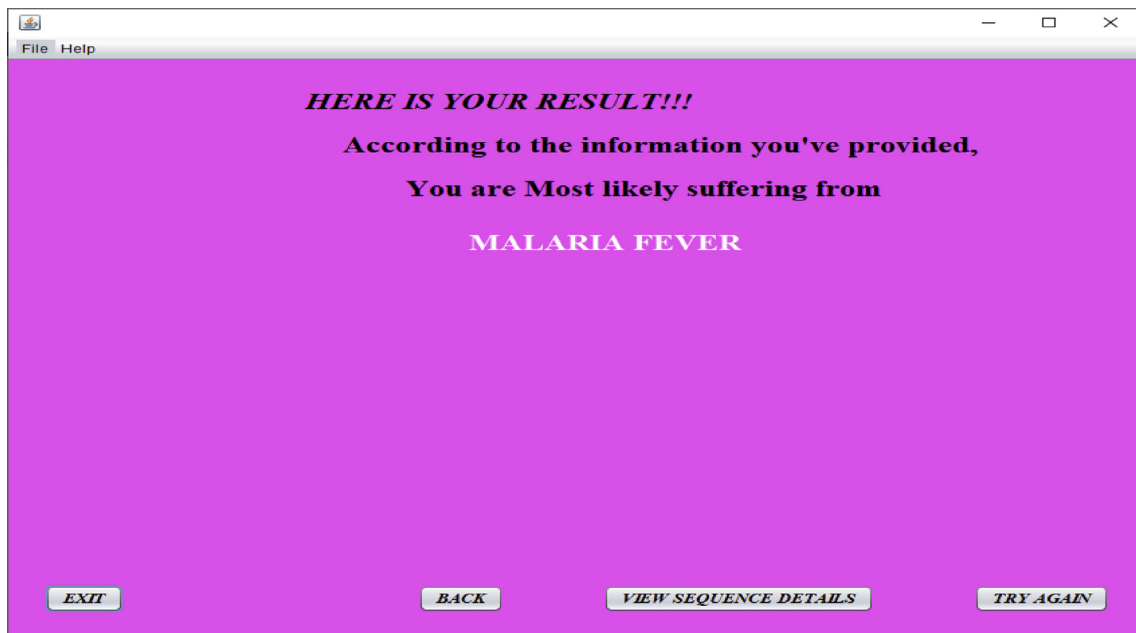 File Help
HERE IS YOUR RESULT!!!
According to the information you've provided,
You are Most likely suffering from
MALARIA FEVER
EXIT BACK VIEW SEQUENCE DETAILS TRY AGAIN